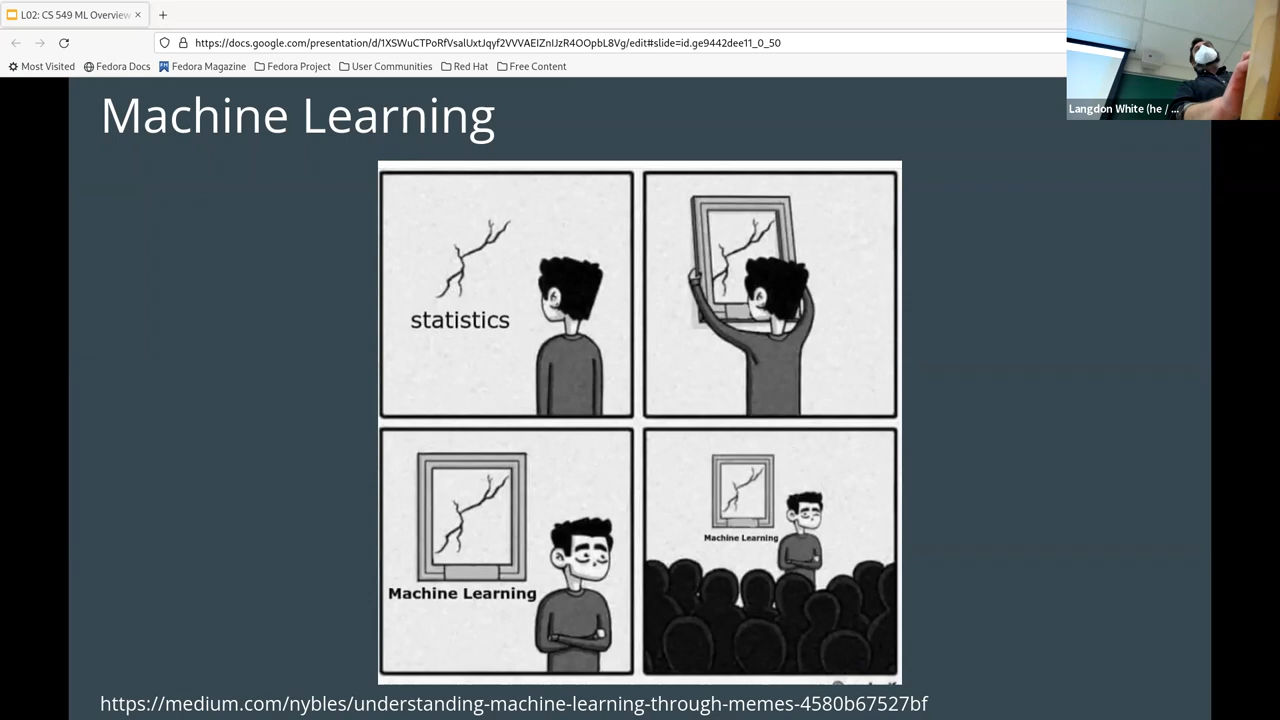 L02: CS 549 ML Overview
https://docs.google.com/presentation/d/1XSWuCTPoRfVsalUxtJqyf2VVVAEIZnIJzR4OOpbL8Vg/edit#slide=id.ge9442dee11_0_50
Most Visited Fedora Docs Fedora Magazine Fedora Project User Communities Red Hat Free Content
Langdon White (he / ...
Machine Learning
statistics
Machine Learning
Machine Learning
https://medium.com/nybles/understanding-machine-learning-through-memes-4580b67527bf